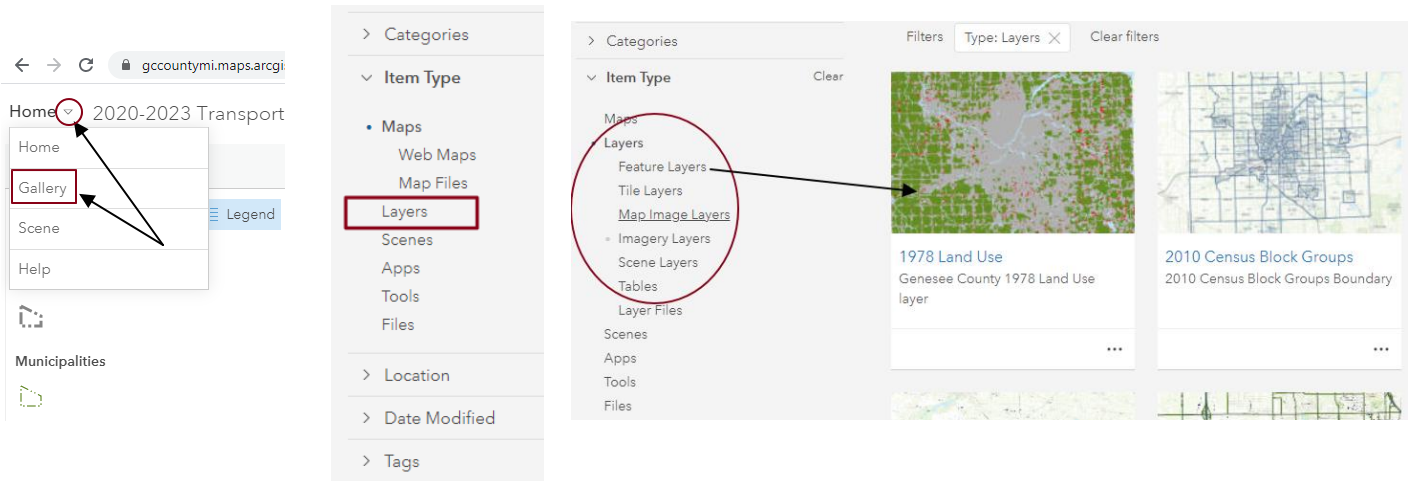 gccountymi.maps.arcgi
Home
2020-2023 Transport
Home
Gallery
Scene
Help
Legend
Municipalities
Categories
Item Type
Maps
Web Maps
Map Files
Layers
Scenes
Apps
Tools
Files
Location
Date Modified
Tags
Categories
Item Type Clear
Maps
Layers
Feature Layers
Tile Layers
Map Image Layers
Imagery Layers
Scene Layers
Tables
Layer Files
Scenes
Apps
Tools
Files
Filters Type: Layers Clear filters
1978 Land Use
Genesee County 1978 Land Use
layer
2010 Census Block Groups
2010 Census Block Groups Boundary